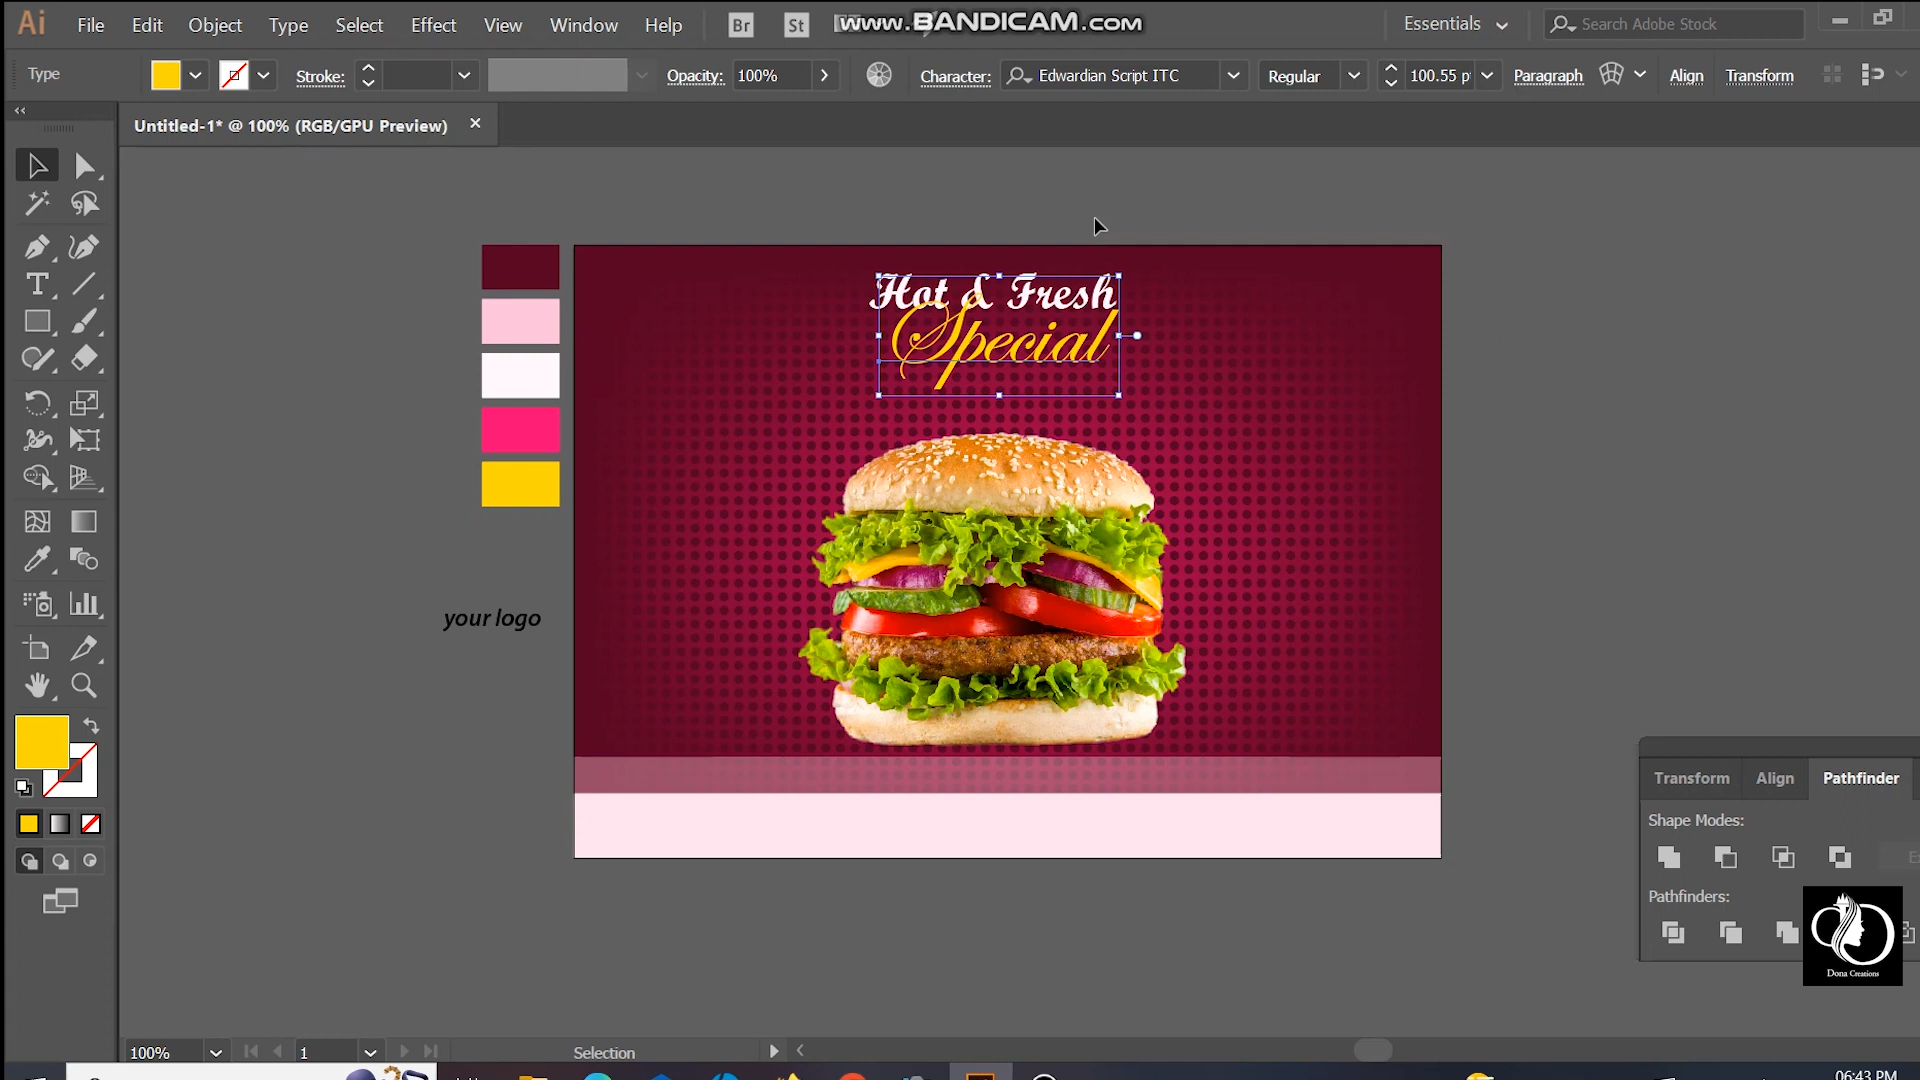 Ai File Edit Object Type Select Effect View Window Help Br St www.BANDICAM.com Essentials Search Adobe Stock
Type Stroke: Opacity: 100% Character: Edwardian Script ITC Regular 100.55 p Paragraph Align Transform
Untitled-1* @ 100% (RGB/GPU Preview)
Hot & Fresh
Special
your logo
Transform Align Pathfinder
Shape Modes:
Pathfinders:
Dona Creations
100% 1 Selection
06:43 PM